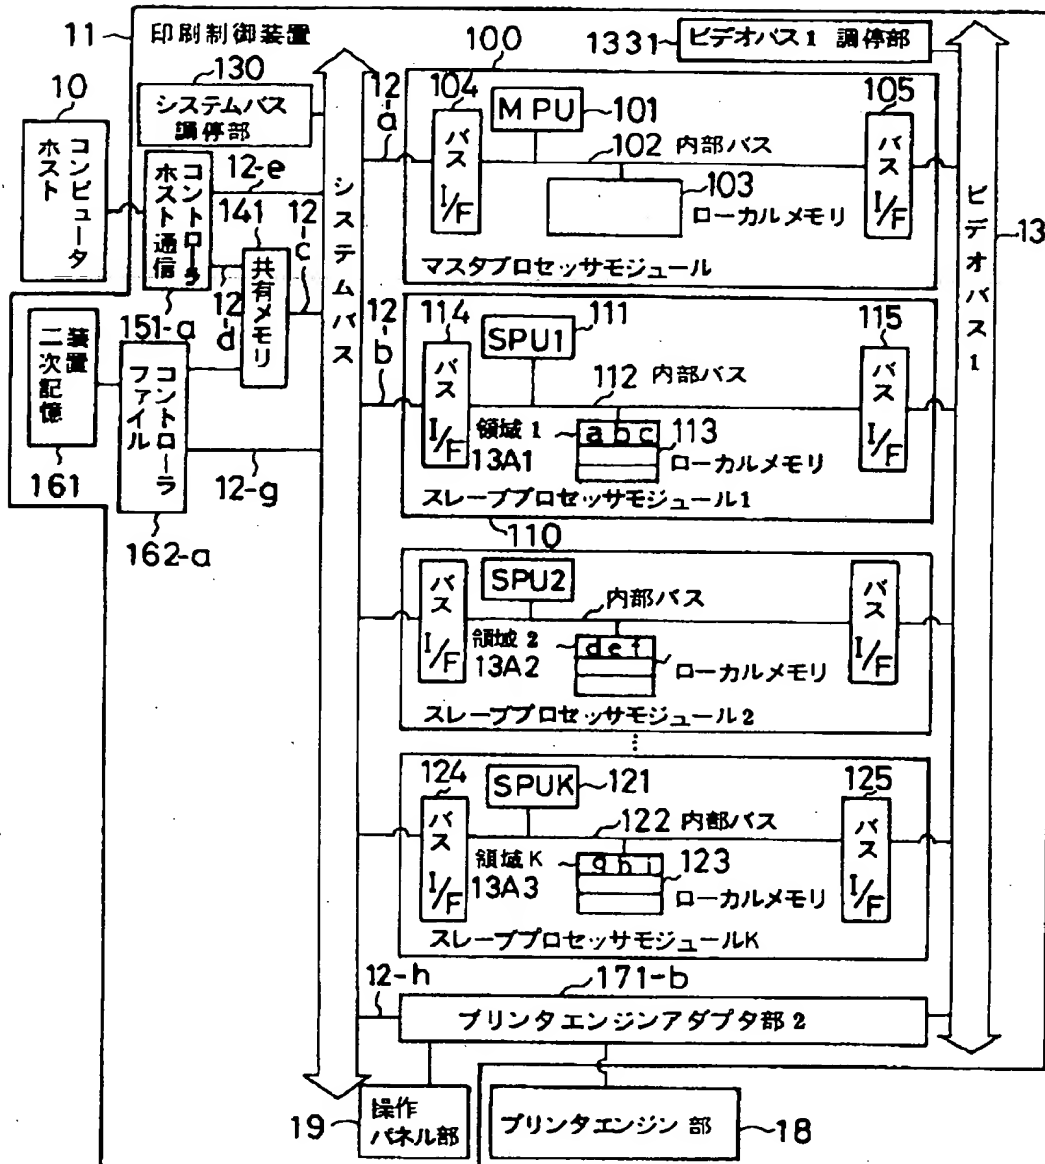 11
印刷制御装置
130
システムバス
調停部
10
ホスト
コンピュータ
ホスト通信
コントローラ
151-a
12-e
141
共有メモリ
12-c
12-d
二次記憶
装置
161
ファイル
コントローラ
162-a
12-g
システムバス
1331
ビデオバス1 調停部
100
12-a
104
バス I/F
MPU
101
102
内部バス
103
ローカルメモリ
105
バス I/F
マスタプロセッサモジュール
ビデオバス1
13
12-b
114
バス I/F
SPU1
111
112
内部バス
領域1
13A1
a b c
113
ローカルメモリ
115
バス I/F
スレーブプロセッサモジュール1
110
バス I/F
SPU2
内部バス
領域2
13A2
d e f
ローカルメモリ
バス I/F
スレーブプロセッサモジュール2
124
バス I/F
SPUK
121
122
内部バス
領域K
13A3
g h i
123
ローカルメモリ
125
バス I/F
スレーブプロセッサモジュールK
12-h
171-b
プリンタエンジンアダプタ部2
19
操作
パネル部
プリンタエンジン部
18